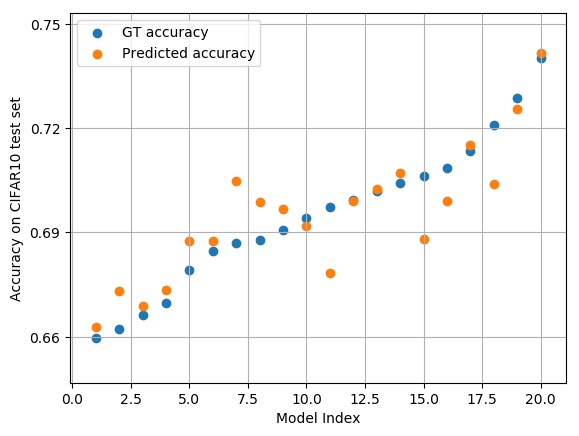 GT accuracy
Predicted accuracy
Accuracy on CIFAR10 test set
0.75
0.72
0.69
0.66
0.0 2.5 5.0 7.5 10.0 12.5 15.0 17.5 20.0
Model Index